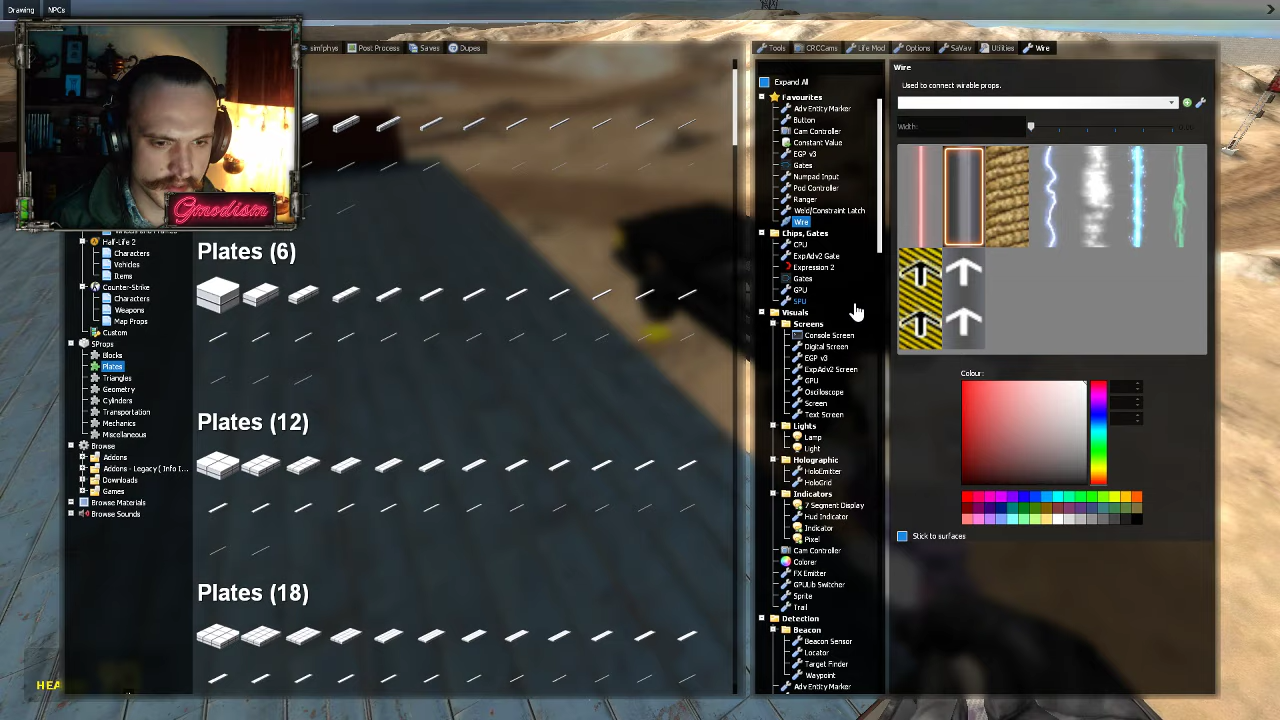 Drawing NPCs
simfphys Post Process Saves Dupes
Tools CRCCams Life Mod Options SaVav Utilities Wire
Gmodism
Half-Life 2
Characters
Vehicles
Items
Counter-Strike
Characters
Weapons
Map Props
Custom
SProps
Blocks
Plates
Triangles
Geometry
Cylinders
Transportation
Mechanics
Miscellaneous
Browse
Addons
Addons - Legacy ( Info I...
Downloads
Games
Browse Materials
Browse Sounds
Plates (6)
Plates (12)
Plates (18)
Expand All
Favourites
Adv Entity Marker
Button
Cam Controller
Constant Value
EGP v3
Gates
Numpad Input
Pod Controller
Ranger
Weld/Constraint Latch
Wire
Chips, Gates
CPU
ExpAdv2 Gate
Expression 2
Gates
GPU
SPU
Visuals
Screens
Console Screen
Digital Screen
EGP v3
ExpAdv2 Screen
GPU
Oscilloscope
Screen
Text Screen
Lights
Lamp
Light
Holographic
HoloEmitter
HoloGrid
Indicators
7 Segment Display
Hud Indicator
Indicator
Pixel
Cam Controller
Colorer
FX Emitter
GPULib Switcher
Sprite
Trail
Detection
Beacon
Beacon Sensor
Locator
Target Finder
Waypoint
Adv Entity Marker
Wire
Used to connect wirable props.
Width:
Colour:
Stick to surfaces
HEA